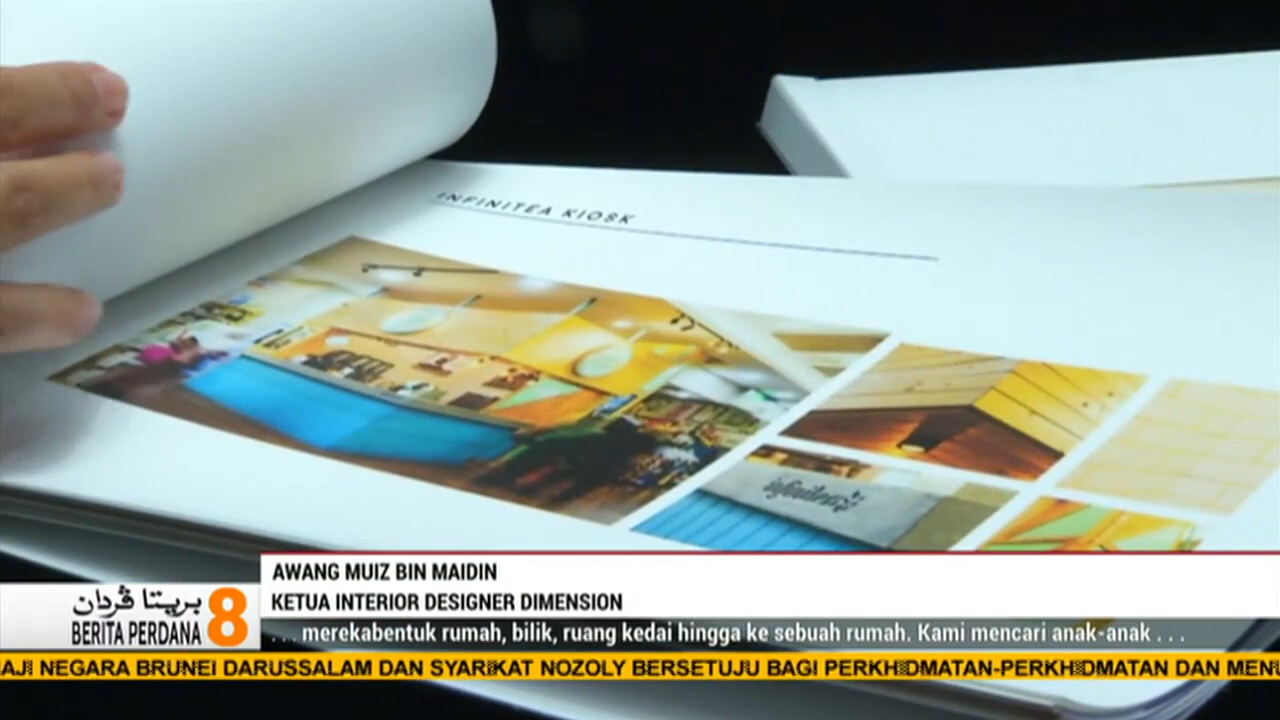 INFINITEA KIOSK
infinitea
AWANG MUIZ BIN MAIDIN
KETUA INTERIOR DESIGNER DIMENSION
بريتا ڤردان
8
BERITA PERDANA
... merekabentuk rumah, bilik, ruang kedai hingga ke sebuah rumah. Kami mencari anak-anak . . .
AJI NEGARA BRUNEI DARUSSALAM DAN SYARIKAT NOZOLY BERSETUJU BAGI PERKHIDMATAN-PERKHIDMATAN DAN MENU